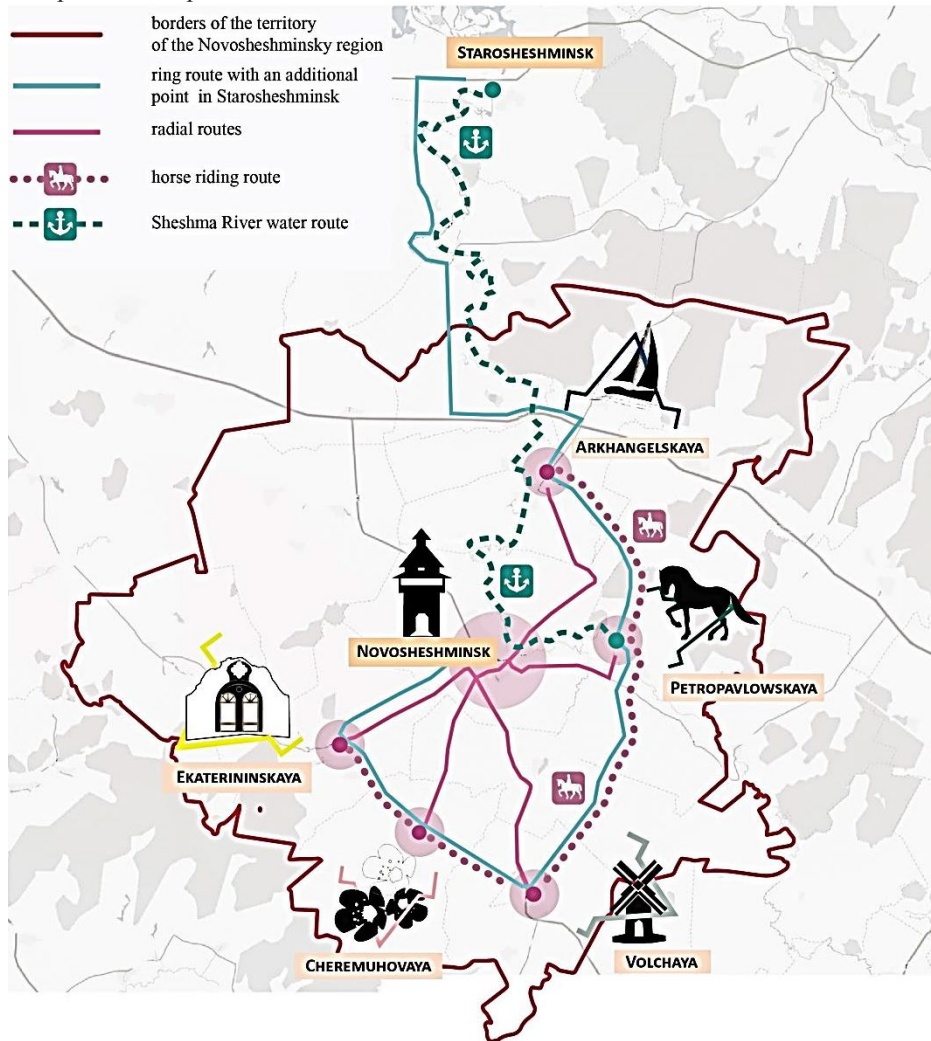 borders of the territory
of the Novosheshminsky region
ring route with an additional
point in Starosheshminsk
radial routes
horse riding route
Sheshma River water route
STAROSHESHMINSK
ARKHANGELSKAYA
NOVOSHESHMINSK
PETROPAVLOWSKAYA
EKATERININSKAYA
CHEREMUHOVAYA
VOLCHAYA